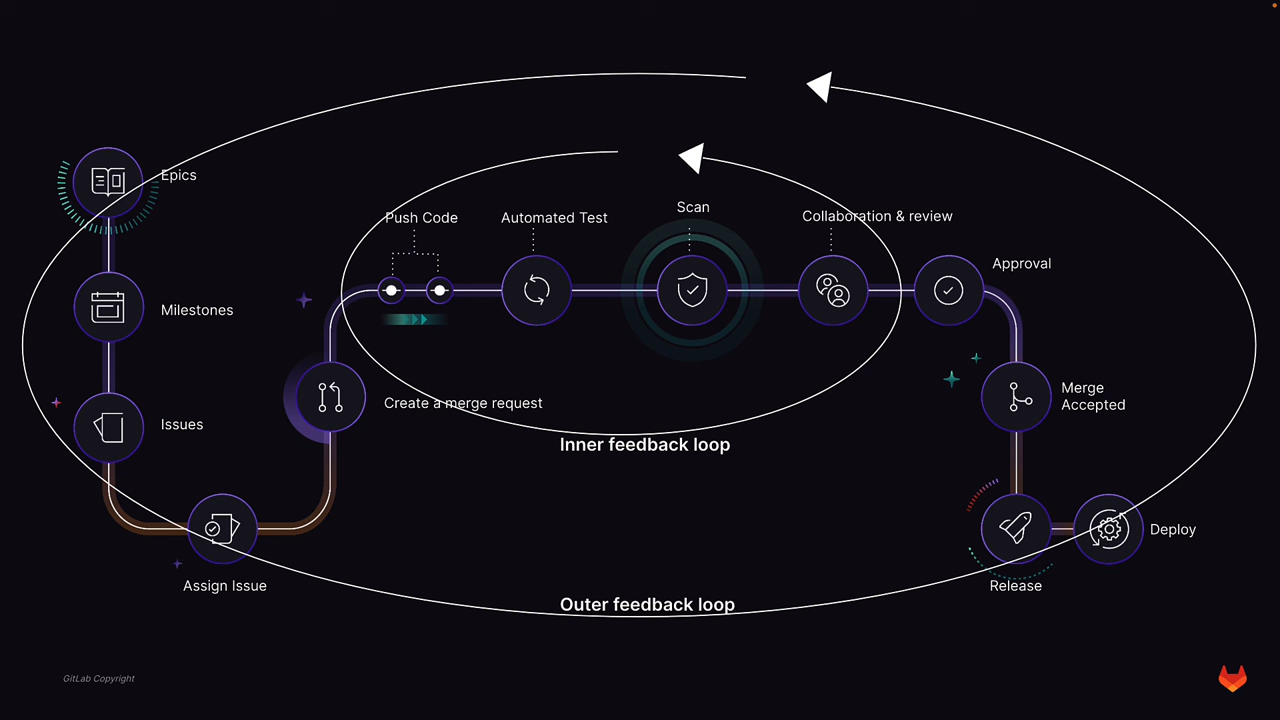 Epics
Milestones
Issues
Assign Issue
Create a merge request
Push Code
Automated Test
Scan
Collaboration & review
Approval
Merge
Accepted
Release
Deploy
Inner feedback loop
Outer feedback loop
GitLab Copyright